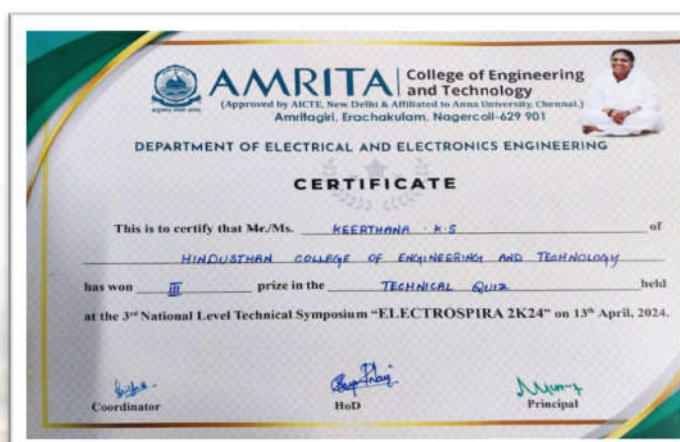 AMRITA College of Engineering and Technology
(Approved by AICTE, New Delhi & Affiliated to Anna University, Chennai.)
Amritagiri, Erachakulam, Nagercoil-629 901
DEPARTMENT OF ELECTRICAL AND ELECTRONICS ENGINEERING
CERTIFICATE
This is to certify that Mr./Ms. KEERTHANA . K.S of
HINDUSTHAN COLLEGE OF ENGINEERING AND TECHNOLOGY
has won III prize in the TECHNICAL QUIZ held
at the 3rd National Level Technical Symposium “ELECTROSPIRA 2K24” on 13th April, 2024.
Coordinator
HoD
Principal